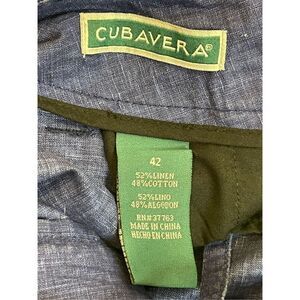 CUBAVERA®
42
52%LINEN
48%COTTON
52%LINO
48%ALGODON
RN#37763
MADE IN CHINA
HECHO EN CHINA